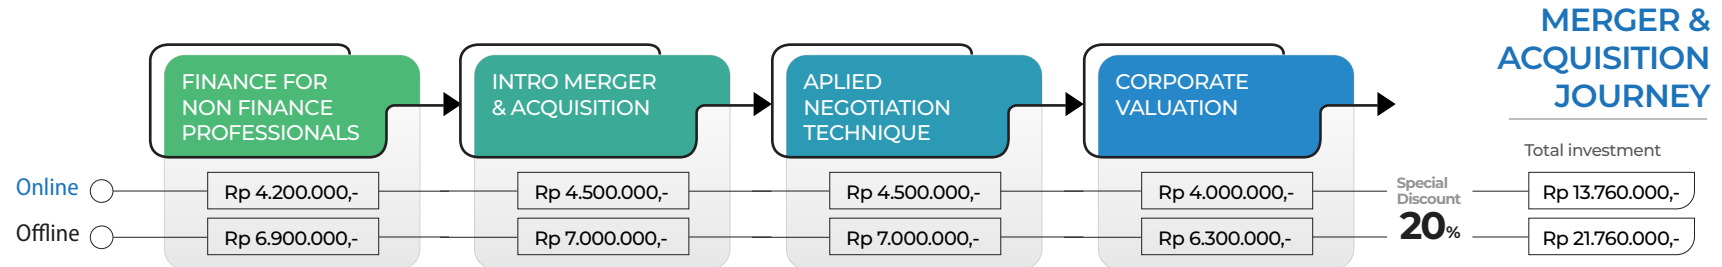 MERGER &
ACQUISITION
JOURNEY
FINANCE FOR
NON FINANCE
PROFESSIONALS
INTRO MERGER
& ACQUISITION
APLIED
NEGOTIATION
TECHNIQUE
CORPORATE
VALUATION
Total investment
Online
Rp 4.200.000,-
Rp 4.500.000,-
Rp 4.500.000,-
Rp 4.000.000,-
Special
Discount
20%
Rp 13.760.000,-
Offline
Rp 6.900.000,-
Rp 7.000.000,-
Rp 7.000.000,-
Rp 6.300.000,-
Rp 21.760.000,-